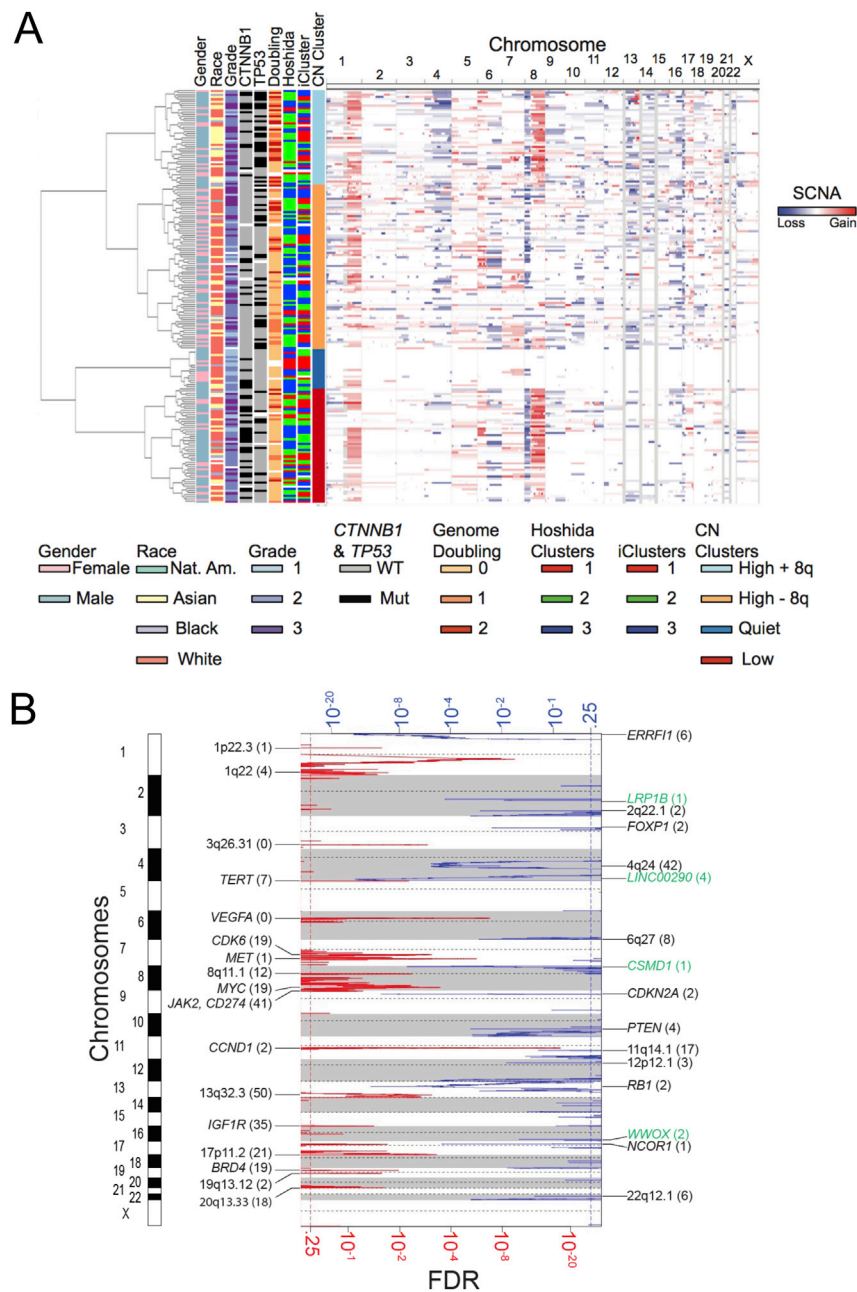 A
Gender
Race
Grade
CTNNB1
TP53
Doubling
Hoshida
iCluster
CN Cluster
Chromosome
1 2 3 4 5 6 7 8 9 10 11 12 13 14 15 16 17 18 19 20 21 22 X
SCNA
Loss Gain
Gender
Female
Male
Race
Nat. Am.
Asian
Black
White
Grade
1
2
3
CTNNB1
& TP53
WT
Mut
Genome
Doubling
0
1
2
Hoshida
Clusters
1
2
3
iClusters
1
2
3
CN
Clusters
High + 8q
High - 8q
Quiet
Low
B
10-20 10-8 10-4 10-2 10-1 .25
Chromosomes
1
2
3
4
5
6
7
8
9
10
11
12
13
14
15
16
17
18
19
20
21
22
X
1p22.3 (1)
1q22 (4)
3q26.31 (0)
TERT (7)
VEGFA (0)
CDK6 (19)
MET (1)
8q11.1 (12)
MYC (19)
JAK2, CD274 (41)
CCND1 (2)
13q32.3 (50)
IGF1R (35)
17p11.2 (21)
BRD4 (19)
19q13.12 (2)
20q13.33 (18)
ERRFI1 (6)
LRP1B (1)
2q22.1 (2)
FOXP1 (2)
4q24 (42)
LINC00290 (4)
6q27 (8)
CSMD1 (1)
CDKN2A (2)
PTEN (4)
11q14.1 (17)
12p12.1 (3)
RB1 (2)
WWOX (2)
NCOR1 (1)
22q12.1 (6)
.25 10-1 10-2 10-4 10-8 10-20
FDR